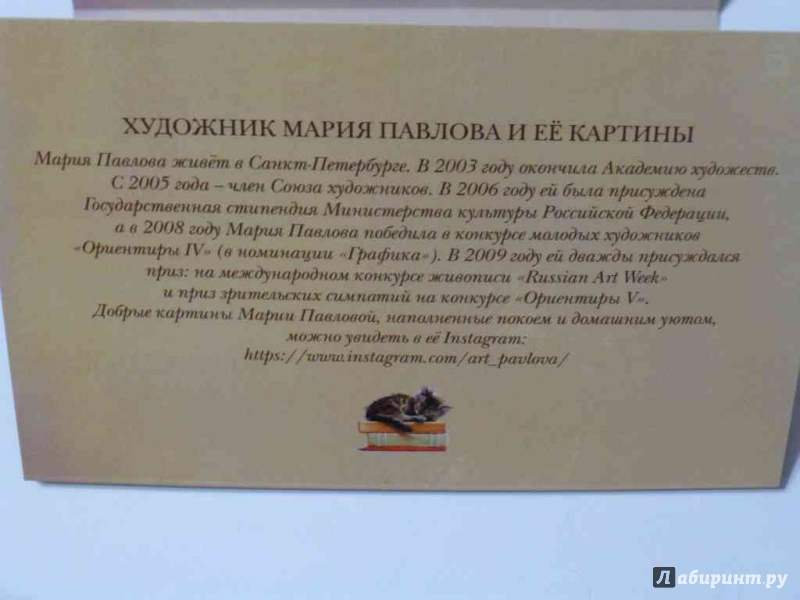 ХУДОЖНИК МАРИЯ ПАВЛОВА И ЕЁ КАРТИНЫ
Мария Павлова живёт в Санкт-Петербурге. В 2003 году окончила Академию художеств.
С 2005 года – член Союза художников. В 2006 году ей была присуждена
Государственная стипендия Министерства культуры Российской Федерации,
а в 2008 году Мария Павлова победила в конкурсе молодых художников
«Ориентиры IV» (в номинации «Графика»). В 2009 году ей дважды присуждался
приз: на международном конкурсе живописи «Russian Art Week»
и приз зрительских симпатий на конкурсе «Ориентиры V».
Добрые картины Марии Павловой, наполненные покоем и домашним уютом,
можно увидеть в её Instagram:
https://www.instagram.com/art_pavlova/
Лабиринт.ру